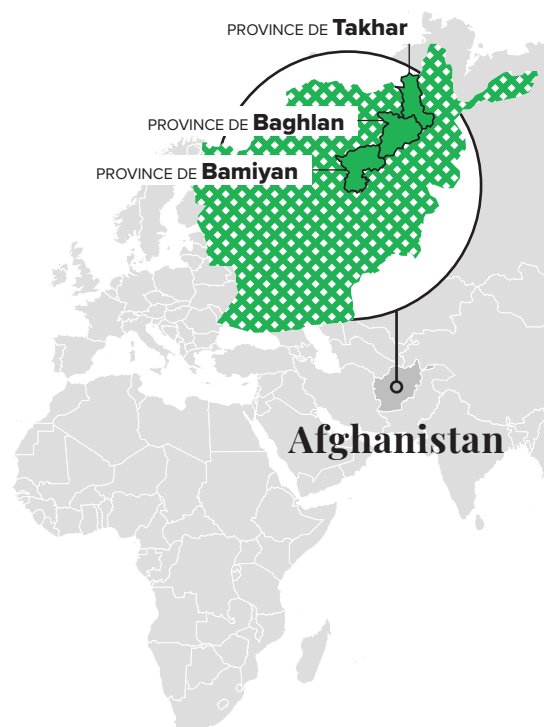 PROVINCE DE Takhar
PROVINCE DE Baghlan
PROVINCE DE Bamiyan
Afghanistan